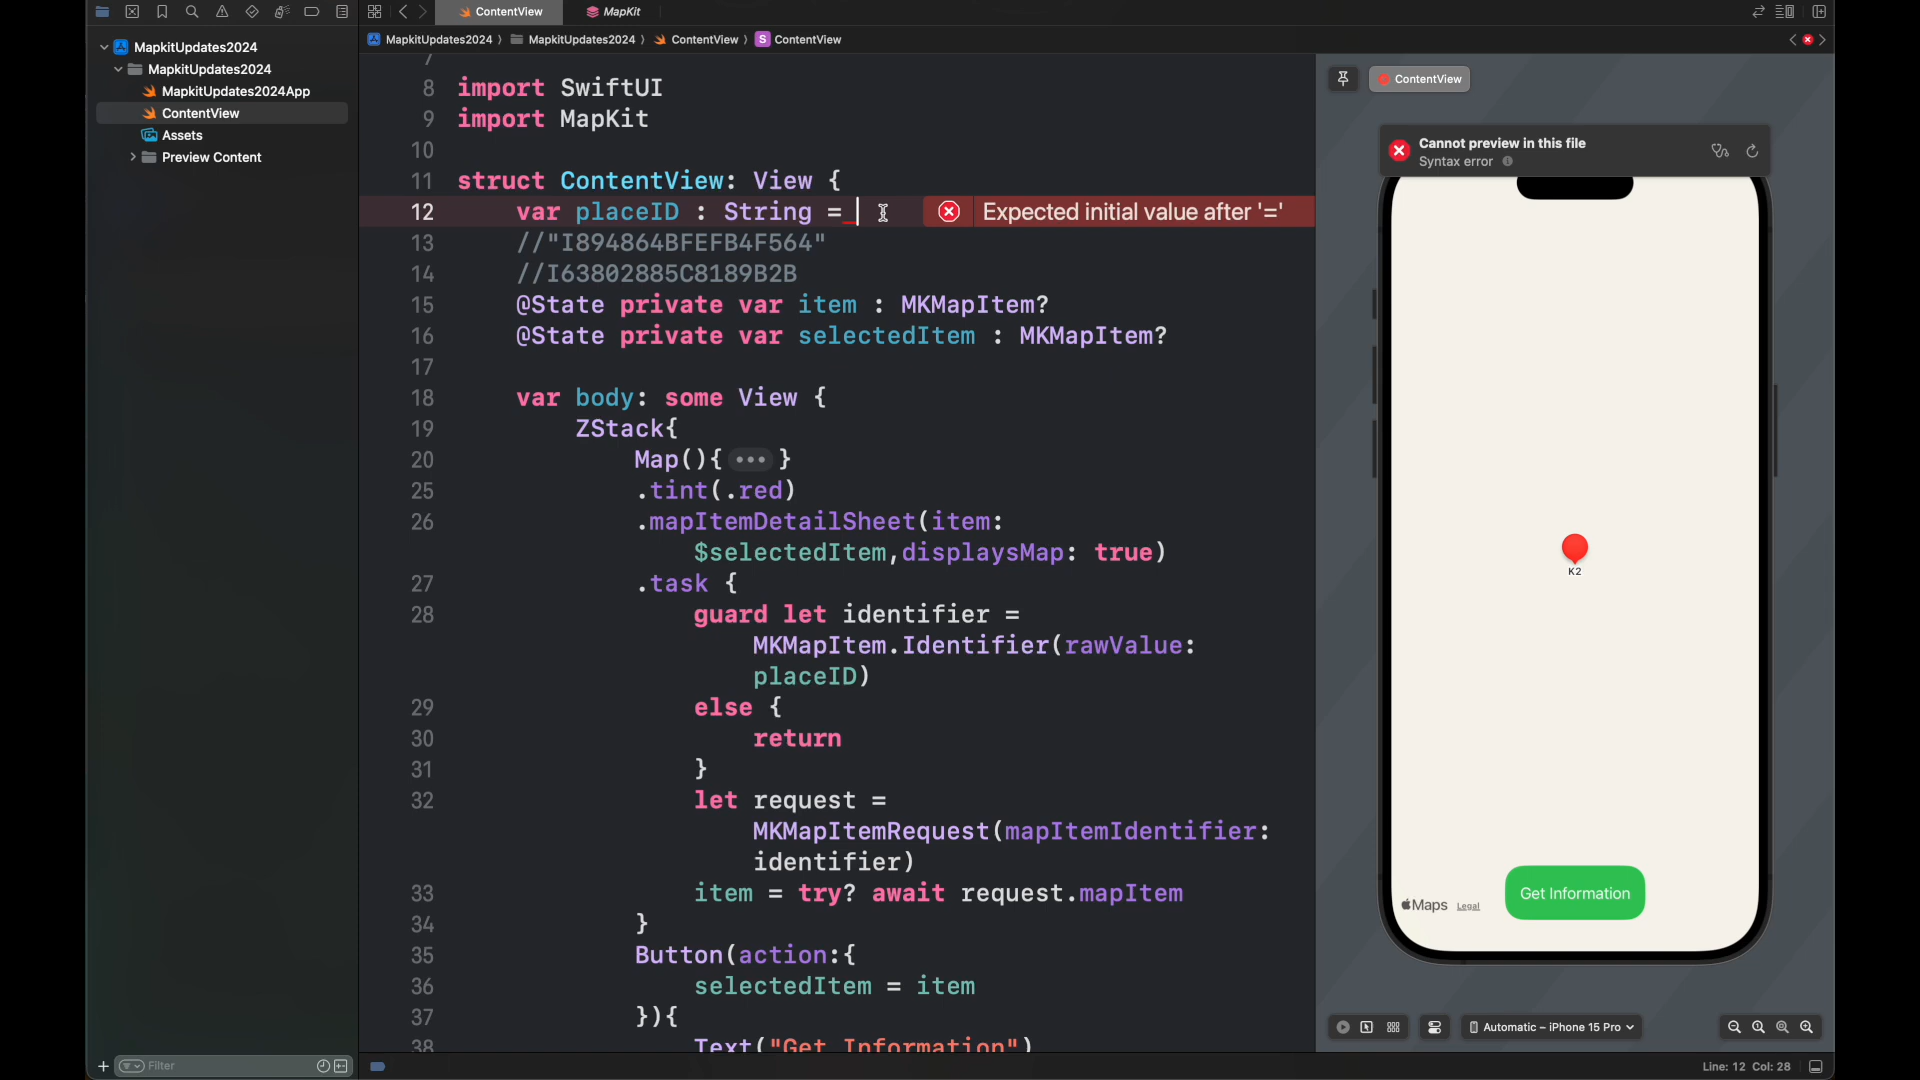 ContentView
MapKit
MapkitUpdates2024
MapkitUpdates2024
ContentView
ContentView
MapkitUpdates2024
MapkitUpdates2024
MapkitUpdates2024App
ContentView
Assets
Preview Content
8 import SwiftUI
9 import MapKit
10
11 struct ContentView: View {
12 var placeID : String =
Expected initial value after '='
13 //"I894864BFEFB4F564"
14 //I63802885C8189B2B
15 @State private var item : MKMapItem?
16 @State private var selectedItem : MKMapItem?
17
18 var body: some View {
19 ZStack{
20 Map(){ ••• }
25 .tint(.red)
26 .mapItemDetailSheet(item:
$selectedItem,displaysMap: true)
27 .task {
28 guard let identifier =
MKMapItem.Identifier(rawValue:
placeID)
29 else {
30 return
31 }
32 let request =
MKMapItemRequest(mapItemIdentifier:
identifier)
33 item = try? await request.mapItem
34 }
35 Button(action:{
36 selectedItem = item
37 }){
38 Text("Get Information")
ContentView
Cannot preview in this file
Syntax error
K2
Get Information
Maps Legal
Automatic – iPhone 15 Pro
Filter
Line: 12 Col: 28